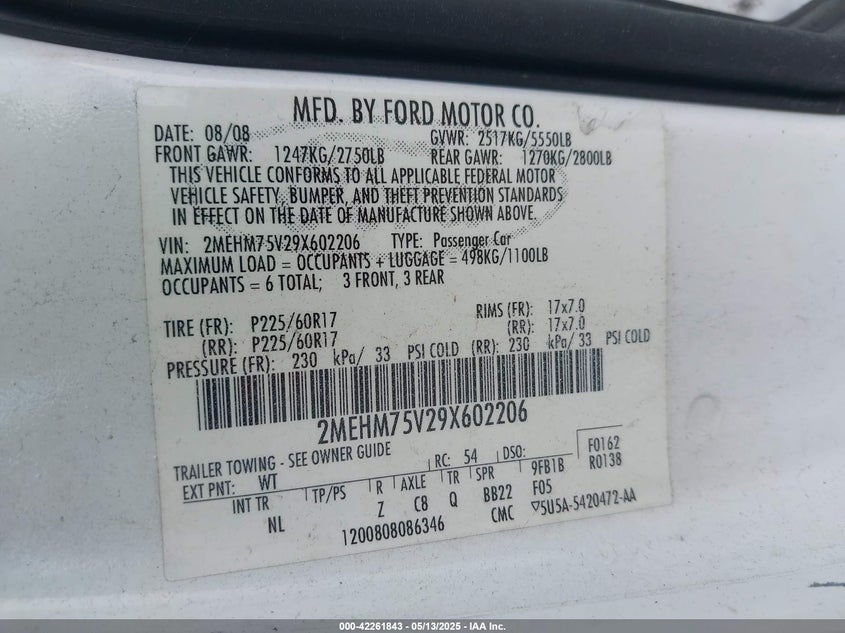 MFD. BY FORD MOTOR CO.
DATE: 08/08 GVWR: 2517KG/5550LB
FRONT GAWR: 1247KG/2750LB REAR GAWR: 1270KG/2800LB
THIS VEHICLE CONFORMS TO ALL APPLICABLE FEDERAL MOTOR
VEHICLE SAFETY, BUMPER, AND THEFT PREVENTION STANDARDS
IN EFFECT ON THE DATE OF MANUFACTURE SHOWN ABOVE.
VIN: 2MEHM75V29X602206 TYPE: Passenger Car
MAXIMUM LOAD = OCCUPANTS + LUGGAGE = 498KG/1100LB
OCCUPANTS = 6 TOTAL; 3 FRONT, 3 REAR
TIRE (FR): P225/60R17 RIMS (FR): 17x7.0
(RR): P225/60R17 (RR): 17x7.0
PRESSURE (FR): 230 kPa/ 33 PSI COLD (RR): 230 kPa/ 33 PSI COLD
2MEHM75V29X602206
TRAILER TOWING - SEE OWNER GUIDE RC: 54 DSO: F0162
EXT PNT: WT 9FB1B R0138
INT TR TP/PS R AXLE TR SPR F05
NL Z C8 Q BB22
1200808086346 CMC ▽5U5A-5420472-AA
000-42261843 - 05/13/2025 - IAA Inc.